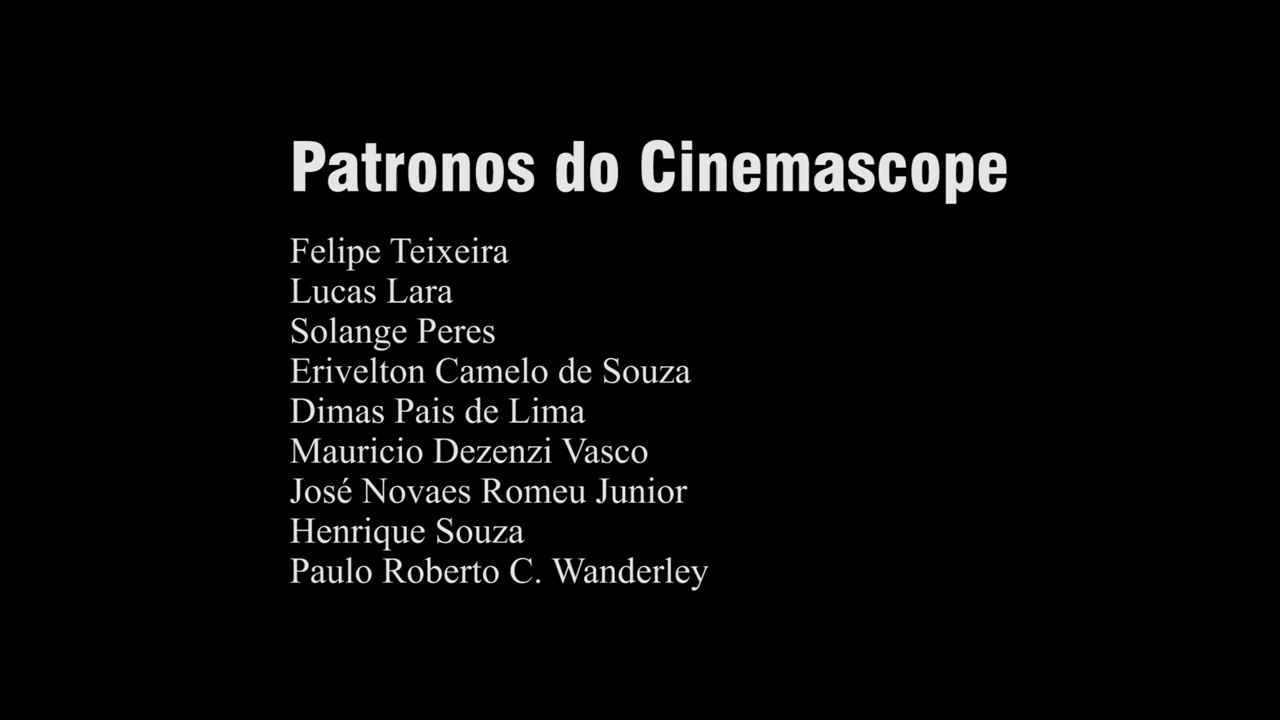 Patronos do Cinemascope
Felipe Teixeira
Lucas Lara
Solange Peres
Erivelton Camelo de Souza
Dimas Pais de Lima
Mauricio Dezenzi Vasco
José Novaes Romeu Junior
Henrique Souza
Paulo Roberto C. Wanderley